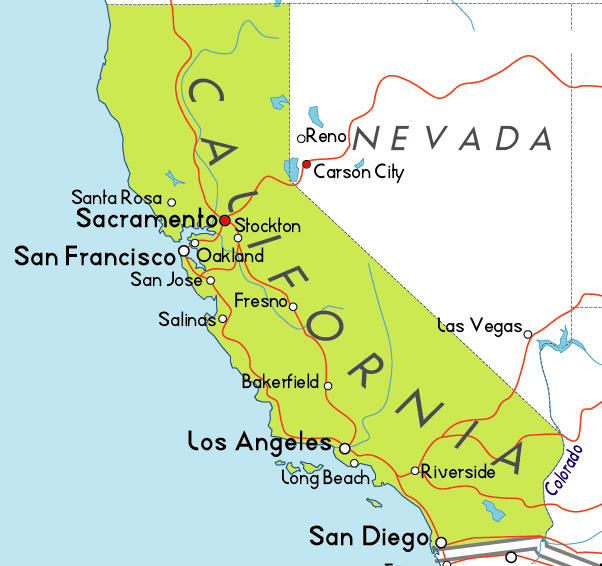 CALIFORNIA
NEVADA
Reno
Carson City
Santa Rosa
Sacramento
Stockton
San Francisco
Oakland
San Jose
Fresno
Salinas
Las Vegas
Bakerfield
Los Angeles
Long Beach
Riverside
Colorado
San Diego